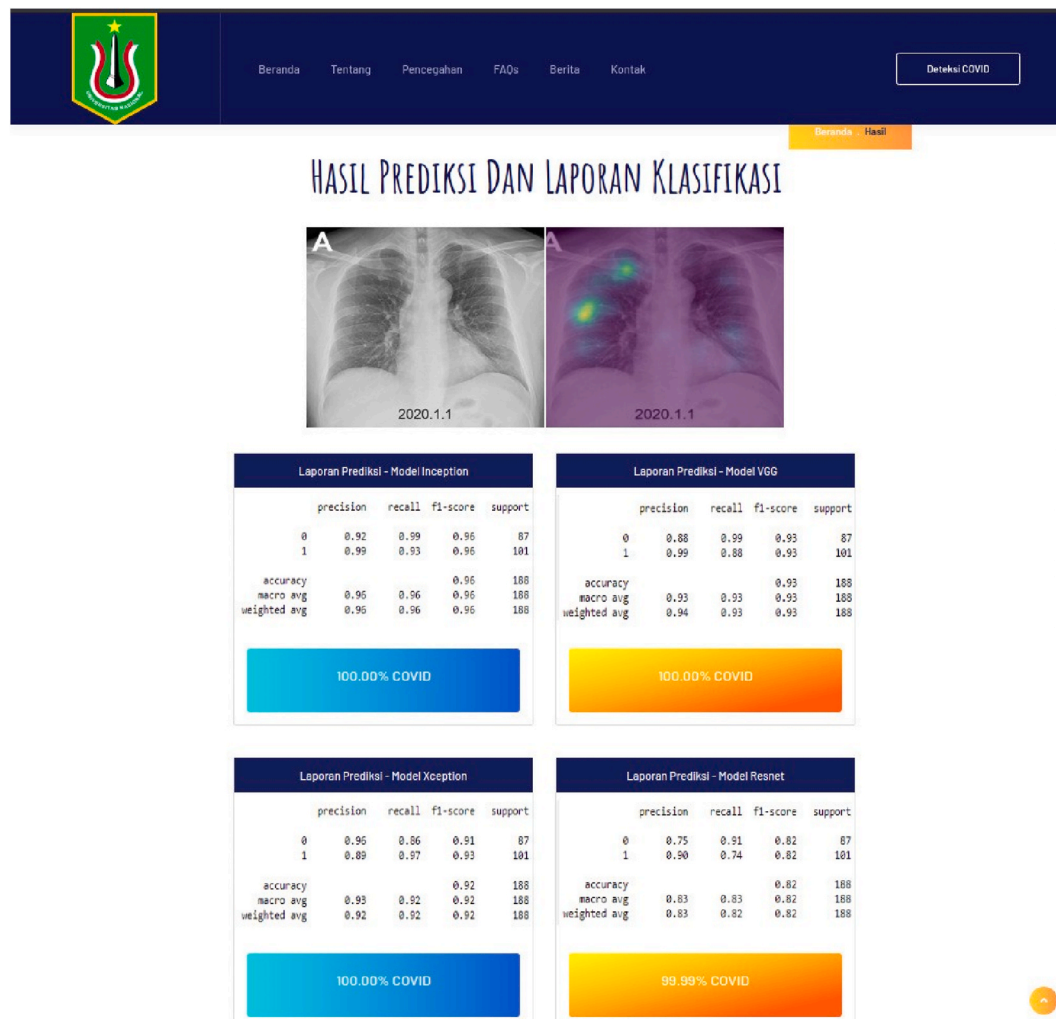 UNIVERSITAS NASIONAL
Beranda Tentang Pencegahan FAQs Berita Kontak
Deteksi COVID
Beranda . Hasil
HASIL PREDIKSI DAN LAPORAN KLASIFIKASI
A
2020.1.1
A
2020.1.1
Laporan Prediksi - Model Inception
precision recall f1-score support
0 0.92 0.99 0.96 87
1 0.99 0.93 0.96 101
accuracy 0.96 188
macro avg 0.96 0.96 0.96 188
weighted avg 0.96 0.96 0.96 188
100.00% COVID
Laporan Prediksi - Model VGG
precision recall f1-score support
0 0.88 0.99 0.93 87
1 0.99 0.88 0.93 101
accuracy 0.93 188
macro avg 0.93 0.93 0.93 188
weighted avg 0.94 0.93 0.93 188
100.00% COVID
Laporan Prediksi - Model Xception
precision recall f1-score support
0 0.96 0.86 0.91 87
1 0.89 0.97 0.93 101
accuracy 0.92 188
macro avg 0.93 0.92 0.92 188
weighted avg 0.92 0.92 0.92 188
100.00% COVID
Laporan Prediksi - Model Resnet
precision recall f1-score support
0 0.75 0.91 0.82 87
1 0.90 0.74 0.82 101
accuracy 0.82 188
macro avg 0.83 0.83 0.82 188
weighted avg 0.83 0.82 0.82 188
99.99% COVID